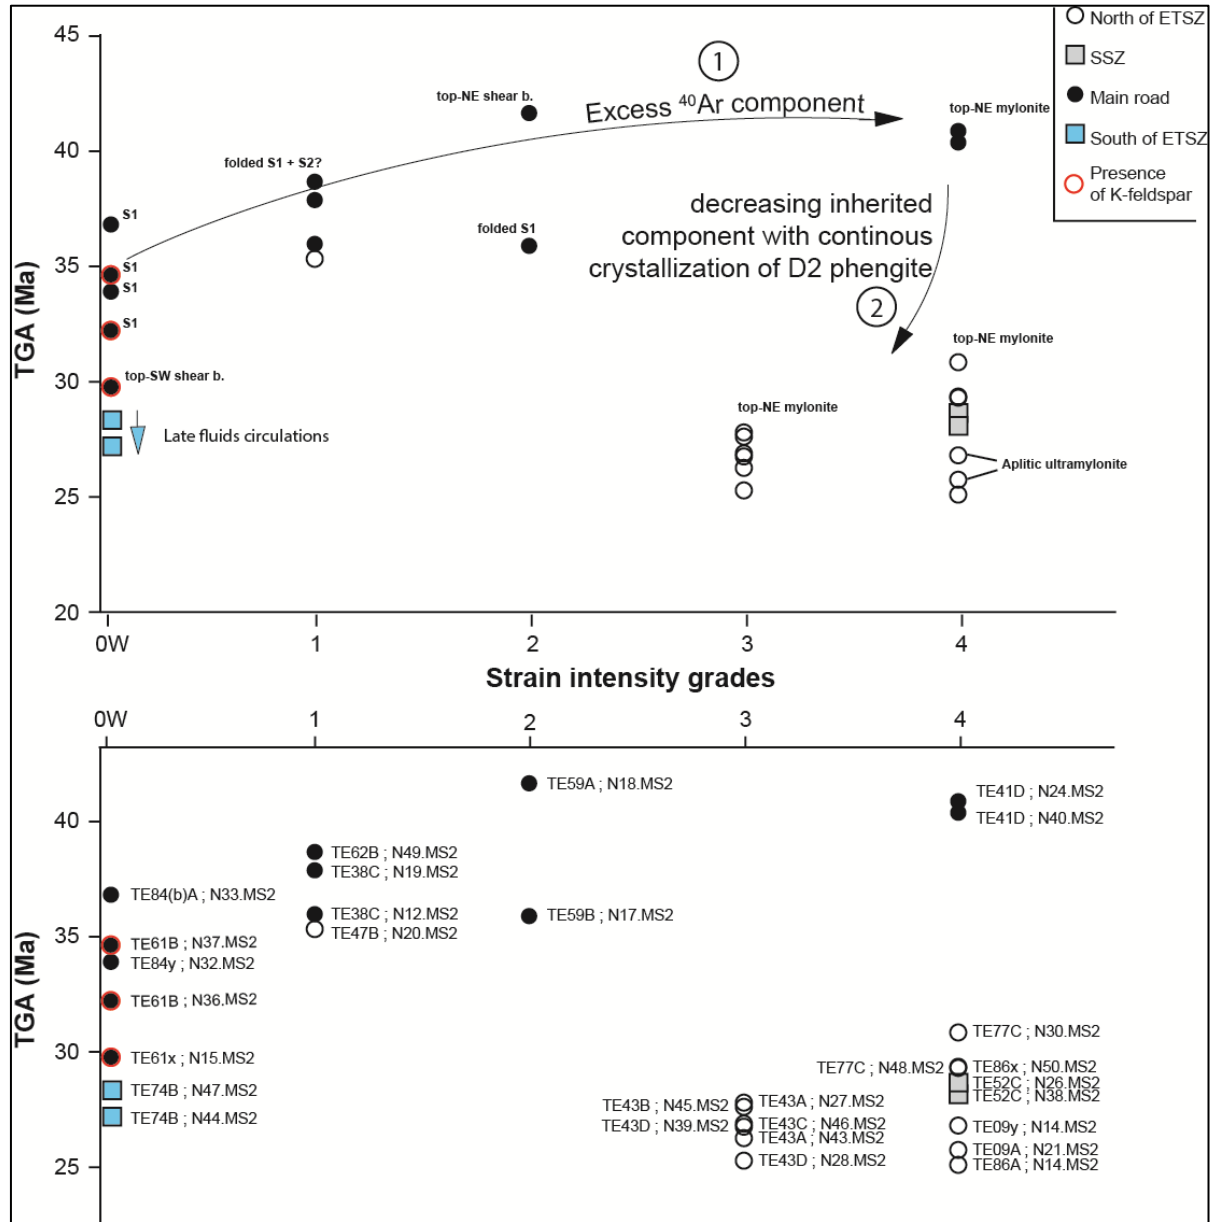 45
40
35
30
25
20
TGA (Ma)
0W
1
2
3
4
Strain intensity grades
North of ETSZ
SSZ
Main road
South of ETSZ
Presence
of K-feldspar
1
Excess 40Ar component
top-NE shear b.
top-NE mylonite
folded S1 + S2?
folded S1
S1
S1
S1
S1
top-SW shear b.
Late fluids circulations
decreasing inherited
component with continous
crystallization of D2 phengite
2
top-NE mylonite
top-NE mylonite
Aplitic ultramylonite
0W
1
2
3
4
40
35
30
25
TGA (Ma)
TE59A ; N18.MS2
TE41D ; N24.MS2
TE41D ; N40.MS2
TE62B ; N49.MS2
TE38C ; N19.MS2
TE84(b)A ; N33.MS2
TE38C ; N12.MS2
TE59B ; N17.MS2
TE47B ; N20.MS2
TE61B ; N37.MS2
TE84y ; N32.MS2
TE61B ; N36.MS2
TE61x ; N15.MS2
TE74B ; N47.MS2
TE74B ; N44.MS2
TE77C ; N30.MS2
TE77C ; N48.MS2
TE86x ; N50.MS2
TE52C ; N26.MS2
TE52C ; N38.MS2
TE43B ; N45.MS2
TE43A ; N27.MS2
TE43D ; N39.MS2
TE43C ; N46.MS2
TE43A ; N43.MS2
TE43D ; N28.MS2
TE09y ; N14.MS2
TE09A ; N21.MS2
TE86A ; N14.MS2